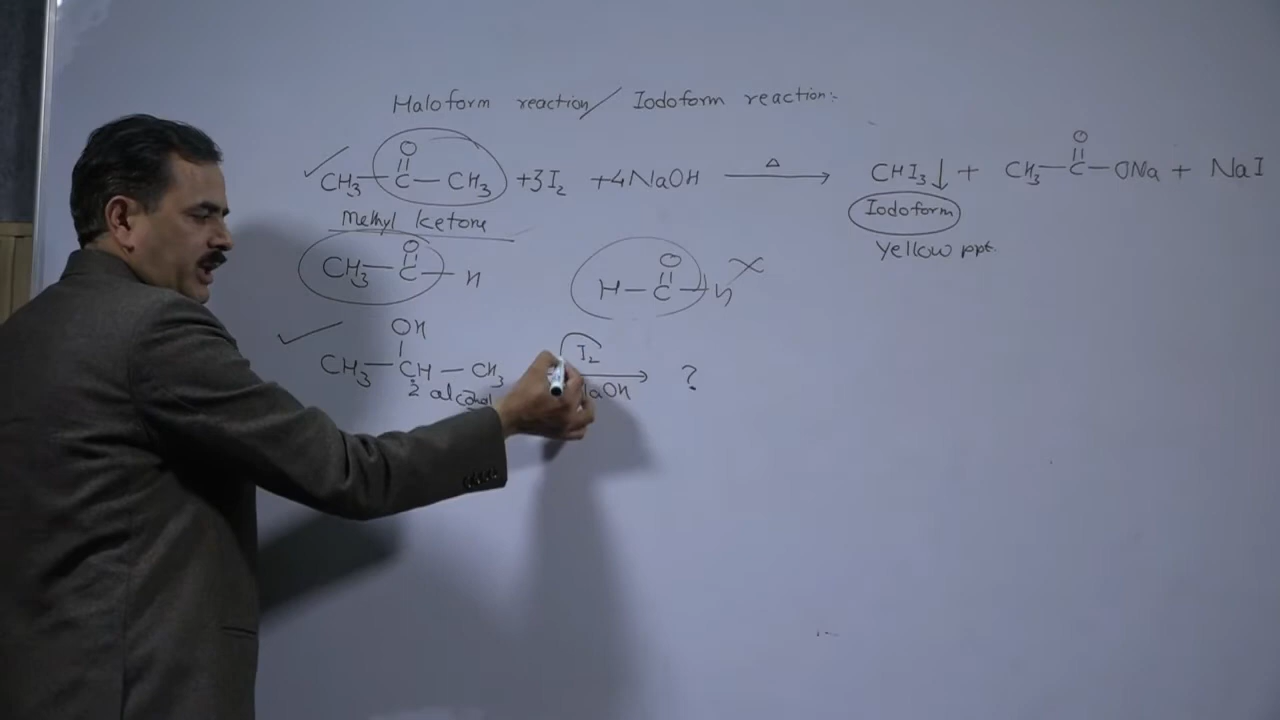 Haloform reaction/ Iodoform reaction:-
O
CH3—C—CH3 +3I2 +4NaOH —Δ→ CHI3↓ + CH3—C—ONa + NaI
O
Methyl ketone
Iodoform
Yellow ppt.
O
CH3—C—H
O
H—C—H
OH
CH3—CH—CH3
2 alcohol
I2
aOH
?